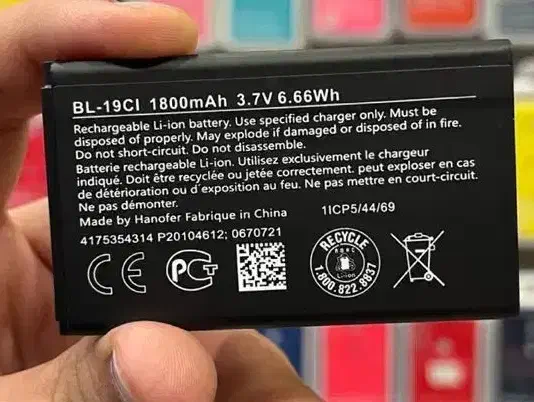 BL-19CI 1800mAh 3.7V 6.66Wh
Rechargeable Li-ion battery. Use specified charger only. Must be
disposed of properly. May explode if damaged or disposed of in fire.
Do not short-circuit. Do not disassemble.
Batterie rechargeable Li-ion. Utilisez exclusivement le chargeur
indiqué. Doit être recyclée ou jetée correctement. peut exploser en cas
de détérioration ou d'exposition au feu. Ne pas mettre en court-circuit.
Ne pas démonter.
Made by Hanofer Fabrique in China 1ICP5/44/69
4175354314 P20104612; 0670721
CE PCT
RECYCLE
Li-ion
1.800.822.8837